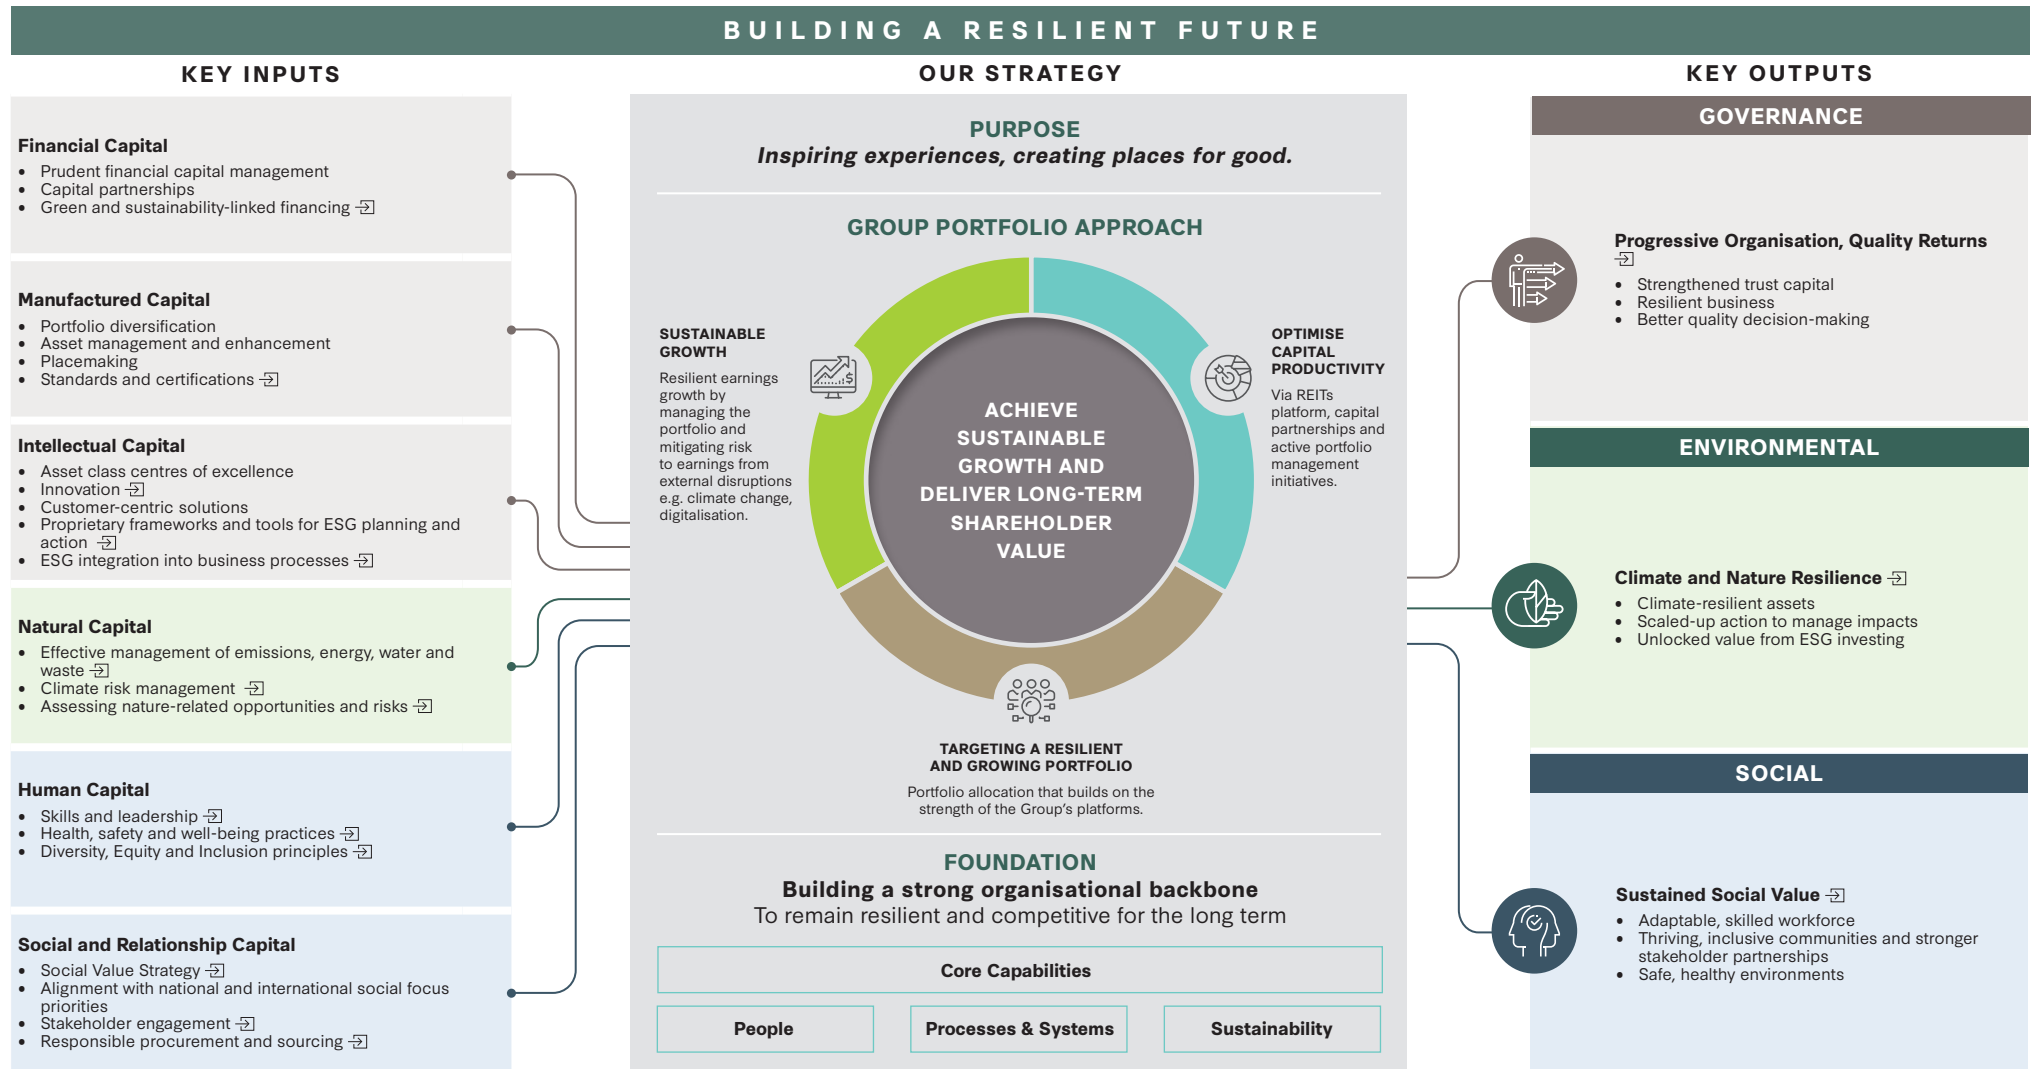 BUILDING A RESILIENT FUTURE
KEY INPUTS
Financial Capital
• Prudent financial capital management
• Capital partnerships
• Green and sustainability-linked financing
Manufactured Capital
• Portfolio diversification
• Asset management and enhancement
• Placemaking
• Standards and certifications
Intellectual Capital
• Asset class centres of excellence
• Innovation
• Customer-centric solutions
• Proprietary frameworks and tools for ESG planning and
action
• ESG integration into business processes
Natural Capital
• Effective management of emissions, energy, water and
waste
• Climate risk management
• Assessing nature-related opportunities and risks
Human Capital
• Skills and leadership
• Health, safety and well-being practices
• Diversity, Equity and Inclusion principles
Social and Relationship Capital
• Social Value Strategy
• Alignment with national and international social focus
priorities
• Stakeholder engagement
• Responsible procurement and sourcing
OUR STRATEGY
PURPOSE
Inspiring experiences, creating places for good.
GROUP PORTFOLIO APPROACH
SUSTAINABLE
GROWTH
Resilient earnings
growth by
managing the
portfolio and
mitigating risk
to earnings from
external disruptions
e.g. climate change,
digitalisation.
ACHIEVE
SUSTAINABLE
GROWTH AND
DELIVER LONG-TERM
SHAREHOLDER
VALUE
OPTIMISE
CAPITAL
PRODUCTIVITY
Via REITs
platform, capital
partnerships and
active portfolio
management
initiatives.
TARGETING A RESILIENT
AND GROWING PORTFOLIO
Portfolio allocation that builds on the
strength of the Group's platforms.
FOUNDATION
Building a strong organisational backbone
To remain resilient and competitive for the long term
Core Capabilities
People
Processes & Systems
Sustainability
KEY OUTPUTS
GOVERNANCE
Progressive Organisation, Quality Returns
• Strengthened trust capital
• Resilient business
• Better quality decision-making
ENVIRONMENTAL
Climate and Nature Resilience
• Climate-resilient assets
• Scaled-up action to manage impacts
• Unlocked value from ESG investing
SOCIAL
Sustained Social Value
• Adaptable, skilled workforce
• Thriving, inclusive communities and stronger
stakeholder partnerships
• Safe, healthy environments